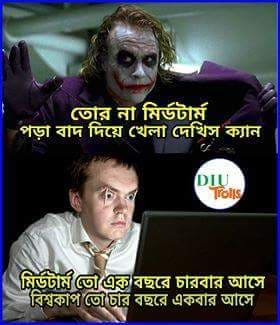 তোর না মির্ডটার্ম
পড়া বাদ দিয়ে খেলা দেখিস ক্যান
DIU
Trolls
মির্ডটার্ম তো এক বছরে চারবার আসে
বিশ্বকাপ তো চার বছরে একবার আসে